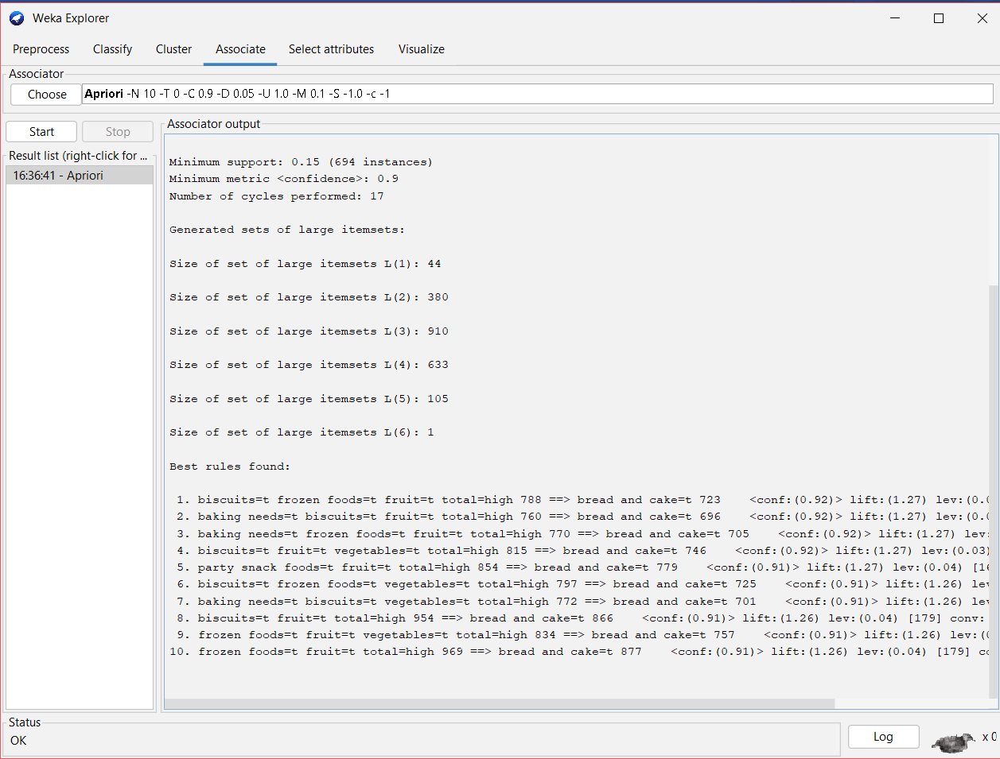 Weka Explorer
Preprocess Classify Cluster Associate Select attributes Visualize
Associator
Choose Apriori -N 10 -T 0 -C 0.9 -D 0.05 -U 1.0 -M 0.1 -S -1.0 -c -1
Start Stop
Result list (right-click for ...
16:36:41 - Apriori
Associator output
Minimum support: 0.15 (694 instances)
Minimum metric <confidence>: 0.9
Number of cycles performed: 17
Generated sets of large itemsets:
Size of set of large itemsets L(1): 44
Size of set of large itemsets L(2): 380
Size of set of large itemsets L(3): 910
Size of set of large itemsets L(4): 633
Size of set of large itemsets L(5): 105
Size of set of large itemsets L(6): 1
Best rules found:
1. biscuits=t frozen foods=t fruit=t total=high 788 ==> bread and cake=t 723 <conf:(0.92)> lift:(1.27) lev:(0.0
2. baking needs=t biscuits=t fruit=t total=high 760 ==> bread and cake=t 696 <conf:(0.92)> lift:(1.27) lev:(0.0
3. baking needs=t frozen foods=t fruit=t total=high 770 ==> bread and cake=t 705 <conf:(0.92)> lift:(1.27) lev:
4. biscuits=t fruit=t vegetables=t total=high 815 ==> bread and cake=t 746 <conf:(0.92)> lift:(1.27) lev:(0.03)
5. party snack foods=t fruit=t total=high 854 ==> bread and cake=t 779 <conf:(0.91)> lift:(1.27) lev:(0.04) [16
6. biscuits=t frozen foods=t vegetables=t total=high 797 ==> bread and cake=t 725 <conf:(0.91)> lift:(1.26) lev
7. baking needs=t biscuits=t vegetables=t total=high 772 ==> bread and cake=t 701 <conf:(0.91)> lift:(1.26) lev
8. biscuits=t fruit=t total=high 954 ==> bread and cake=t 866 <conf:(0.91)> lift:(1.26) lev:(0.04) [179] conv:
9. frozen foods=t fruit=t vegetables=t total=high 834 ==> bread and cake=t 757 <conf:(0.91)> lift:(1.26) lev:(0
10. frozen foods=t fruit=t total=high 969 ==> bread and cake=t 877 <conf:(0.91)> lift:(1.26) lev:(0.04) [179] co
Status
OK
Log
x 0